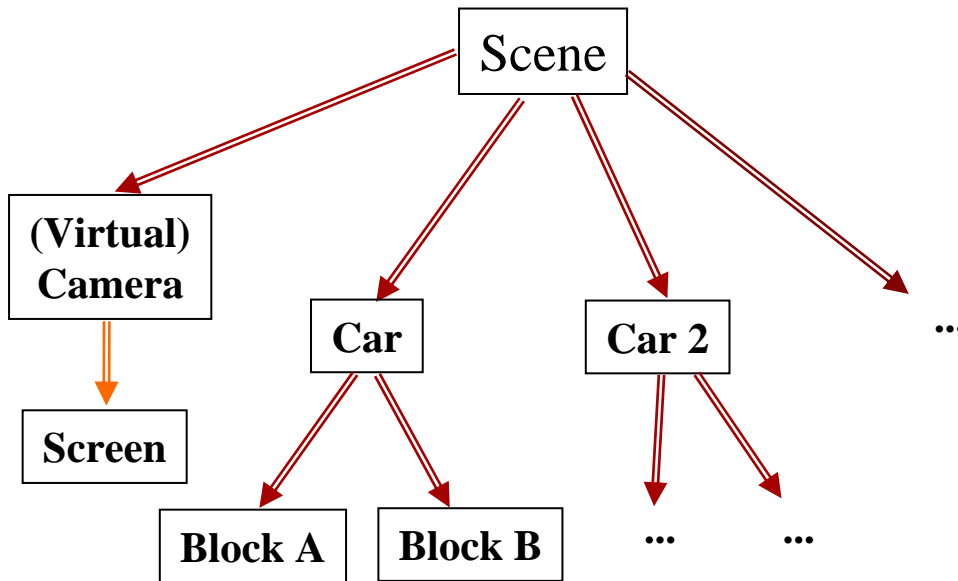 Scene
(Virtual)
Camera
Car
Car 2
...
Screen
Block A
Block B
...
...